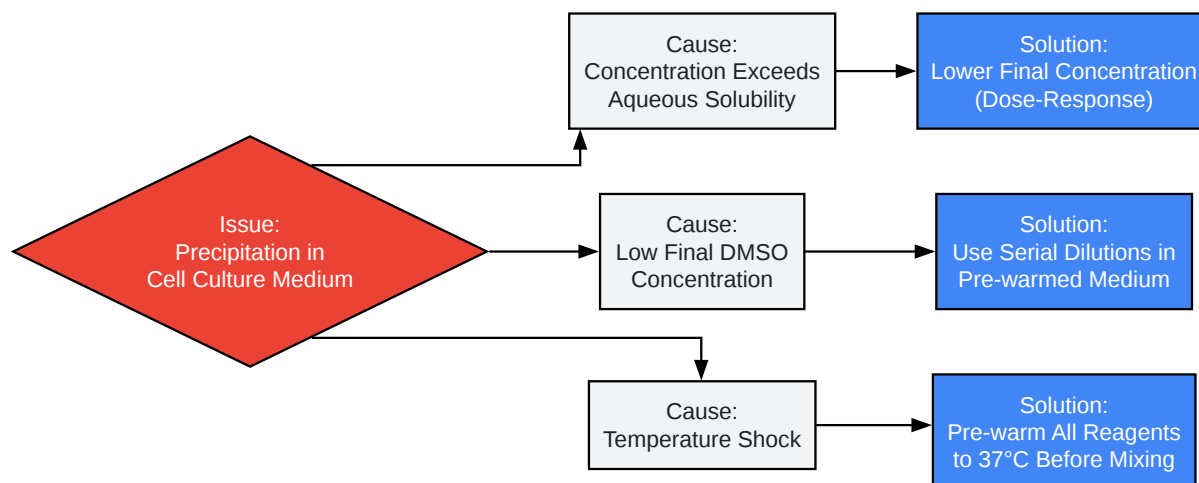 Issue:
Precipitation in
Cell Culture Medium
Cause:
Concentration Exceeds
Aqueous Solubility
Solution:
Lower Final Concentration
(Dose-Response)
Cause:
Low Final DMSO
Concentration
Solution:
Use Serial Dilutions in
Pre-warmed Medium
Cause:
Temperature Shock
Solution:
Pre-warm All Reagents
to 37°C Before Mixing